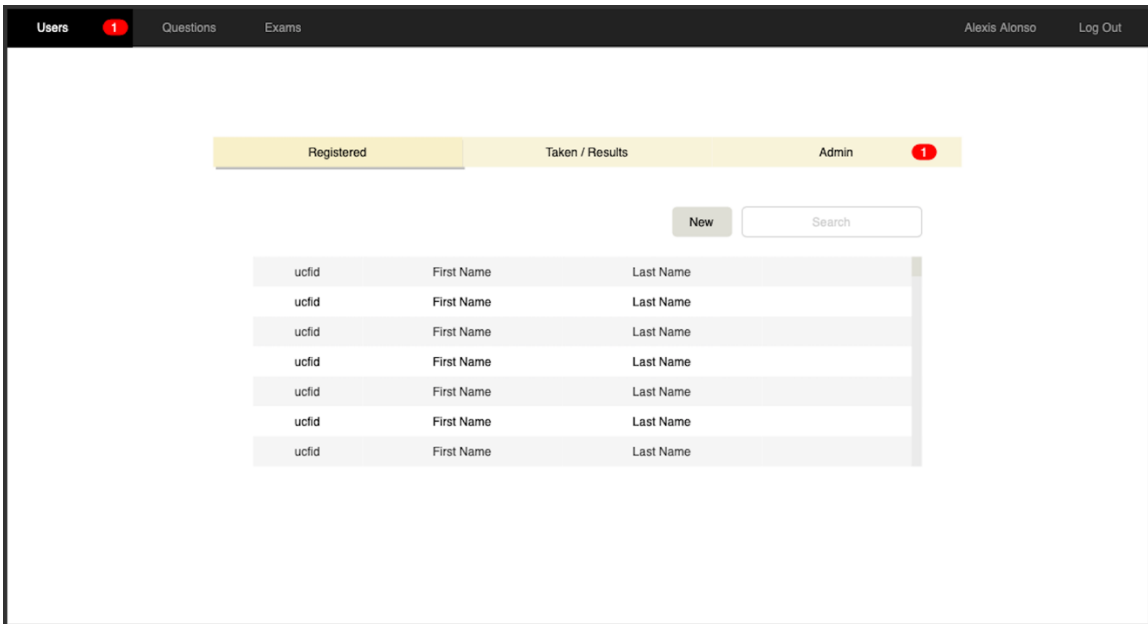 Users 1 Questions Exams Alexis Alonso Log Out
Registered Taken / Results Admin 1
New Search
ucfid First Name Last Name
ucfid First Name Last Name
ucfid First Name Last Name
ucfid First Name Last Name
ucfid First Name Last Name
ucfid First Name Last Name
ucfid First Name Last Name